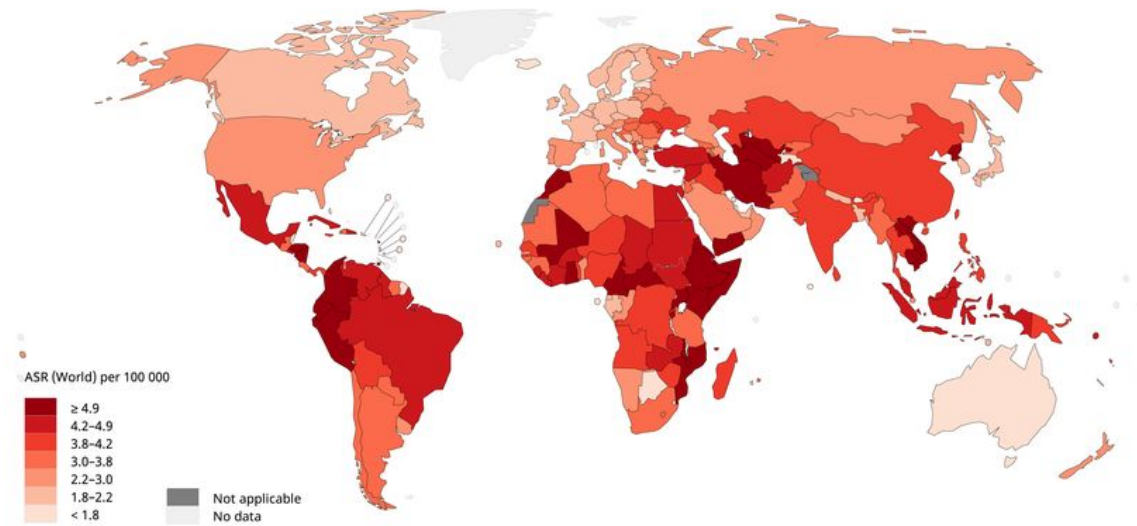 ASR (World) per 100 000
≥ 4.9
4.2–4.9
3.8–4.2
3.0–3.8
2.2–3.0
1.8–2.2
< 1.8
Not applicable
No data